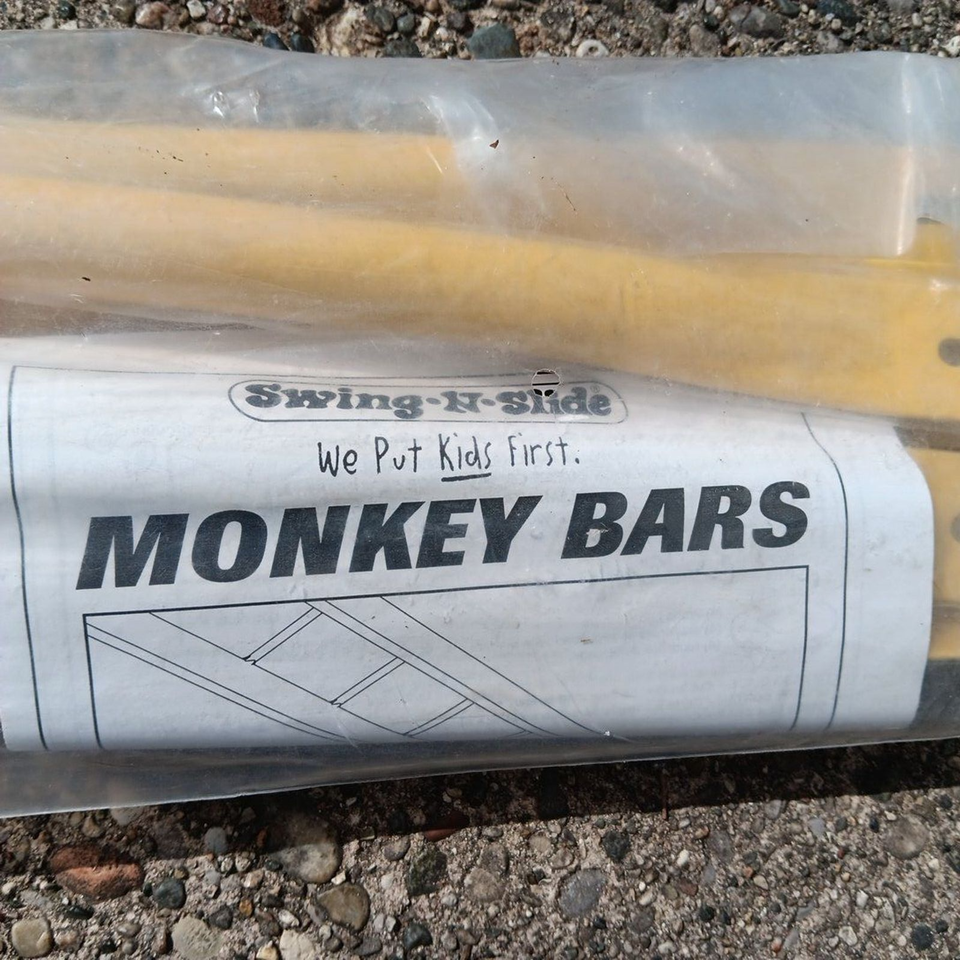 Swing-N-Slide
We Put Kids First.
MONKEY BARS